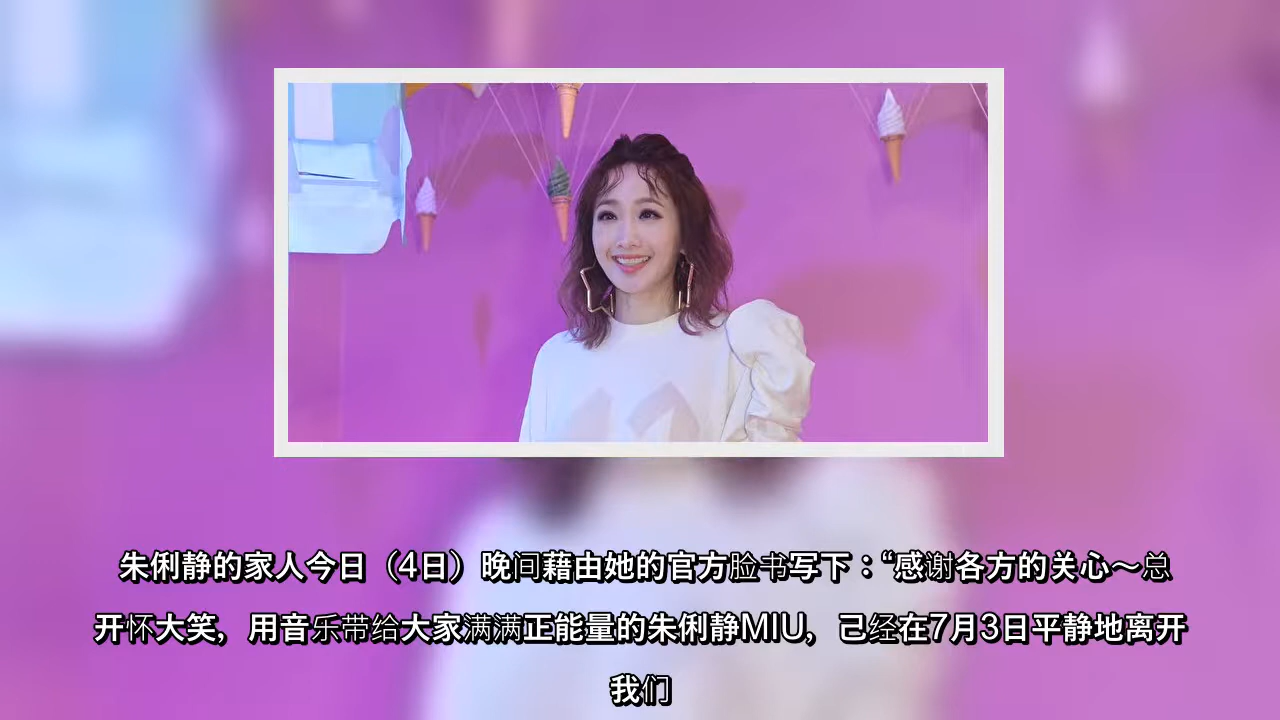 朱俐静的家人今日（4日）晚间藉由她的官方脸书写下：“感谢各方的关心～总
开怀大笑，用音乐带给大家满满正能量的朱俐静MIU，己经在7月3日平静地离开
我们